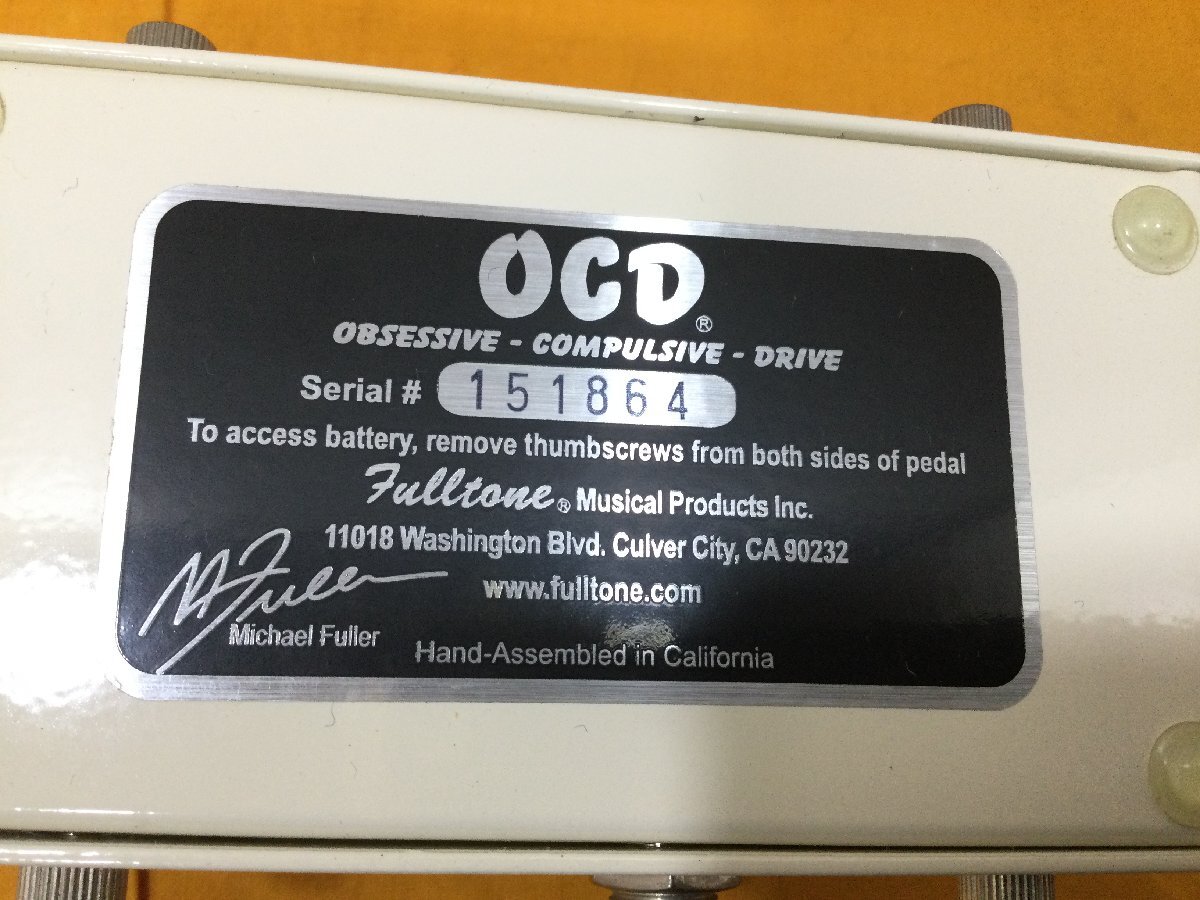 OCD®
OBSESSIVE - COMPULSIVE - DRIVE
Serial # 151864
To access battery, remove thumbscrews from both sides of pedal
Fulltone® Musical Products Inc.
11018 Washington Blvd. Culver City, CA 90232
www.fulltone.com
M Fuller
Michael Fuller
Hand-Assembled in California